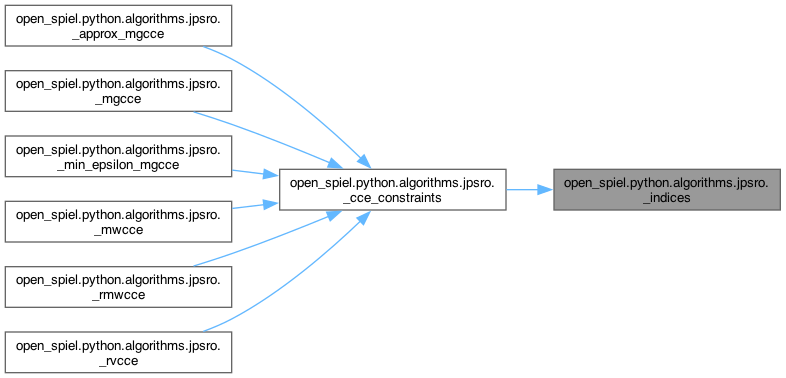 open_spiel.python.algorithms.jpsro.
_approx_mgcce
open_spiel.python.algorithms.jpsro.
_mgcce
open_spiel.python.algorithms.jpsro.
_min_epsilon_mgcce
open_spiel.python.algorithms.jpsro.
_mwcce
open_spiel.python.algorithms.jpsro.
_rmwcce
open_spiel.python.algorithms.jpsro.
_rvcce
open_spiel.python.algorithms.jpsro.
_cce_constraints
open_spiel.python.algorithms.jpsro.
_indices